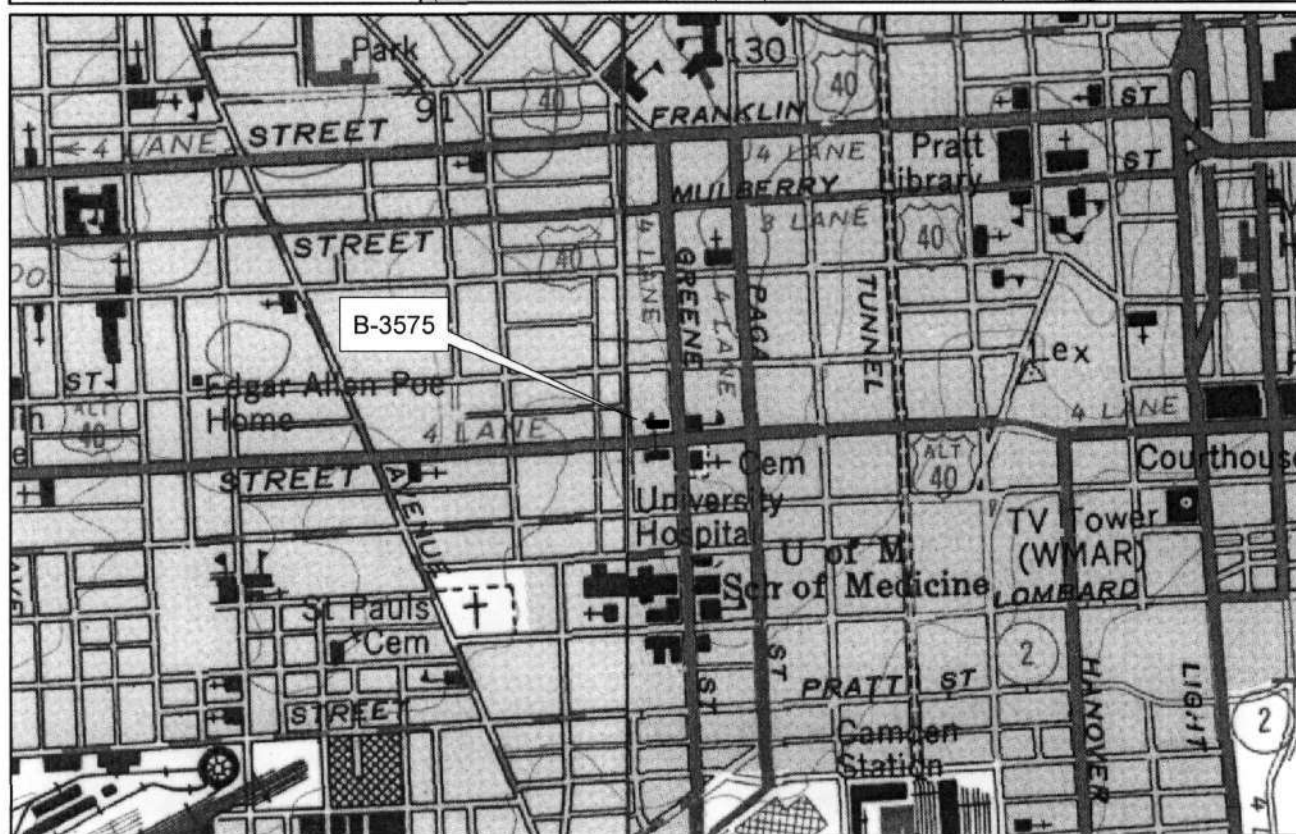 Park
130
40
40
91
FRANKLIN
ST
STREET
4 LANE
4 LANE
Pratt
Library
ST
MULBERRY
3 LANE
STREET
40
40
4 LANE
GREENE
4 LANE
PACA
TUNNEL
B-3575
Lex
ST
Edgar Allen Poe
Home
ALT
40
4 LANE
4 LANE
STREET
AVENUE
Cem
ALT
40
Courthouse
University
Hospital
TV Tower
(WMAR)
U of M
Sch of Medicine
LOMBARD
St Pauls
Cem
2
ST
ST
PRATT ST
HANOVER
LIGHT
STREET
Camden
Station
2
4